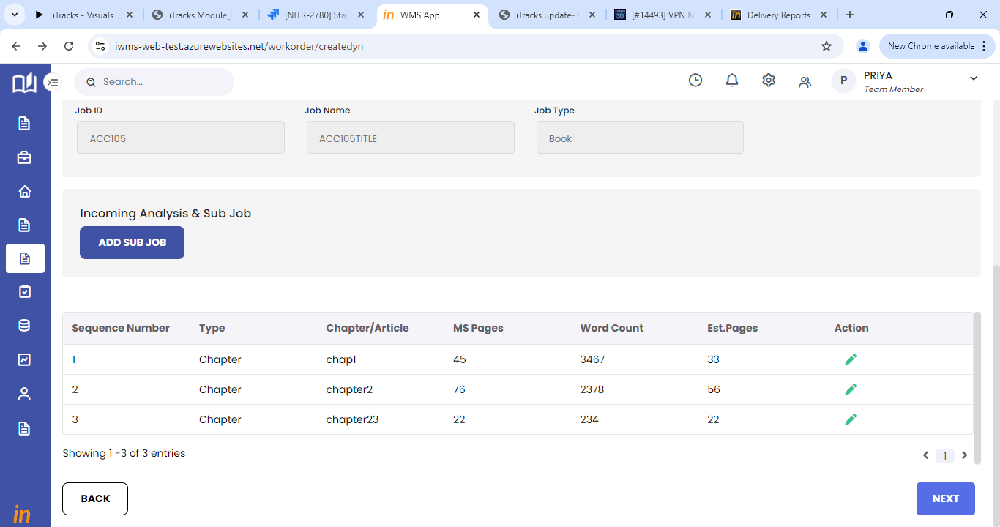 iTracks - Visuals
iTracks Module_
[NITR-2780] Sta
WMS App
iTracks update-
[#14493] VPN N
Delivery Reports
iwms-web-test.azurewebsites.net/workorder/createdyn
New Chrome available
Search...
P
PRIYA
Team Member
Job ID
Job Name
Job Type
ACC105
ACC105TITLE
Book
Incoming Analysis & Sub Job
ADD SUB JOB
Sequence Number Type Chapter/Article MS Pages Word Count Est.Pages Action
1 Chapter chap1 45 3467 33
2 Chapter chapter2 76 2378 56
3 Chapter chapter23 22 234 22
Showing 1 -3 of 3 entries
1
BACK
NEXT
in